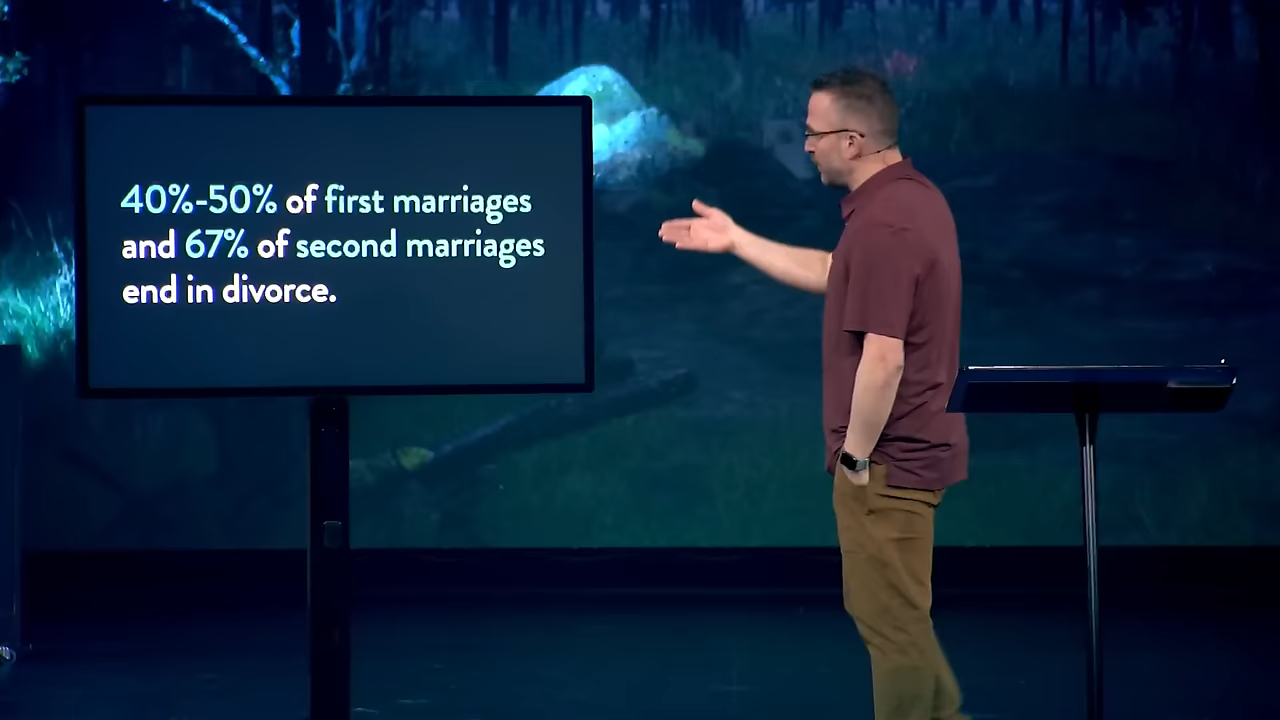 40%-50% of first marriages
and 67% of second marriages
end in divorce.